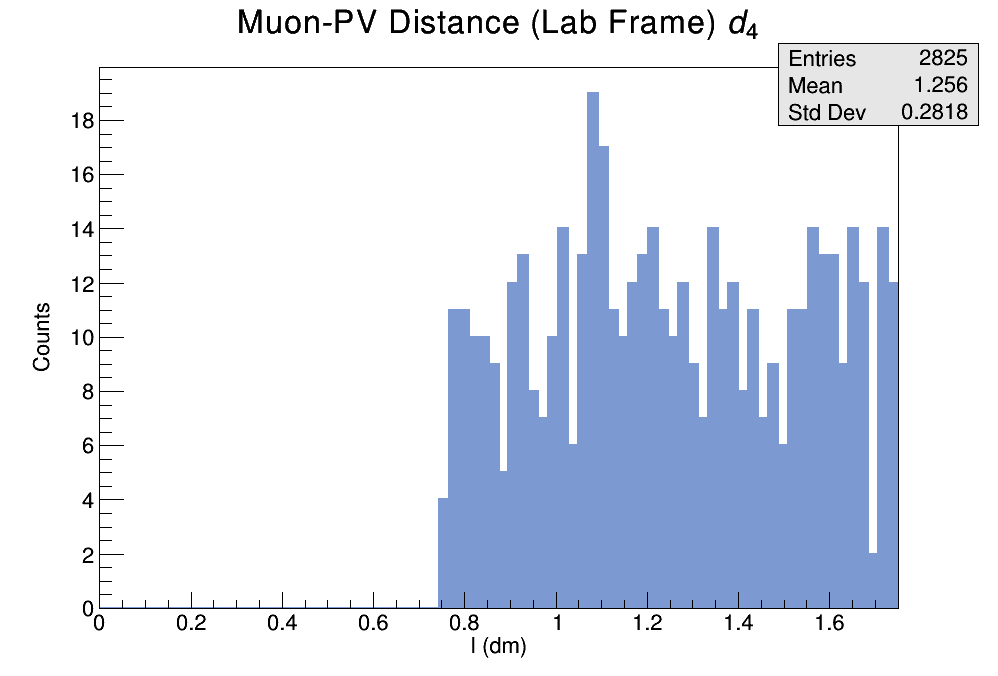 Muon-PV Distance (Lab Frame) d4
Entries 2825
Mean 1.256
Std Dev 0.2818
18
16
14
12
10
8
6
4
2
0
Counts
0 0.2 0.4 0.6 0.8 1 1.2 1.4 1.6
l (dm)